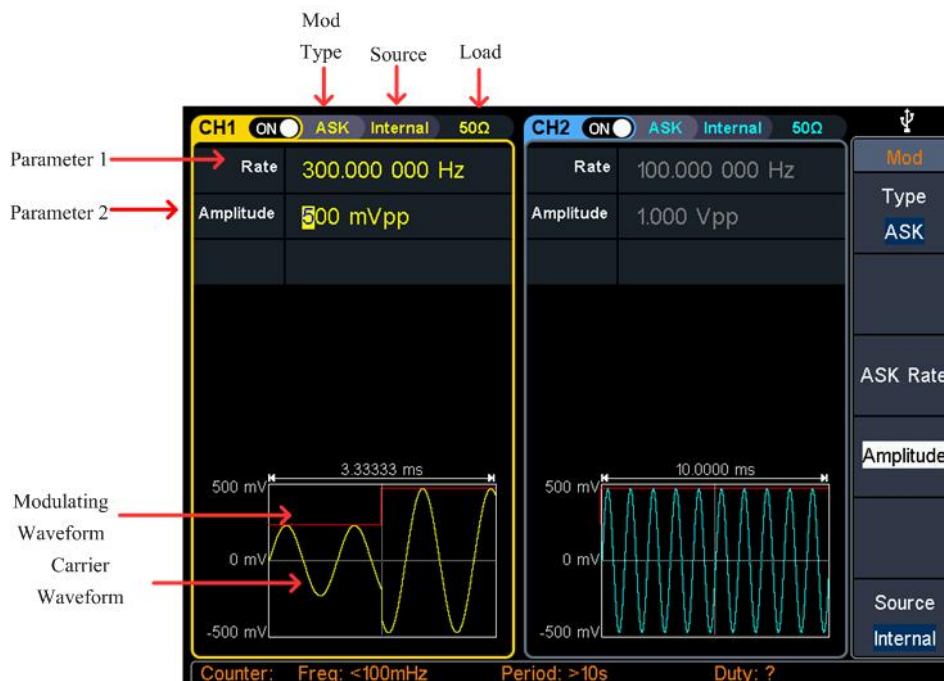 Mod
Type
Source
Load
CH1 ON ASK Internal 50Ω
CH2 ON ASK Internal 50Ω
Parameter 1
Rate 300.000 000 Hz
Rate 100.000 000 Hz
Mod
Parameter 2
Amplitude 500 mVpp
Amplitude 1.000 Vpp
Type
ASK
ASK Rate
Amplitude
3.33333 ms
10.0000 ms
500 mV
500 mV
Modulating
Waveform
0 mV
0 mV
Carrier
Waveform
-500 mV
-500 mV
Source
Internal
Counter: Freq: <100mHz Period: >10s Duty: ?